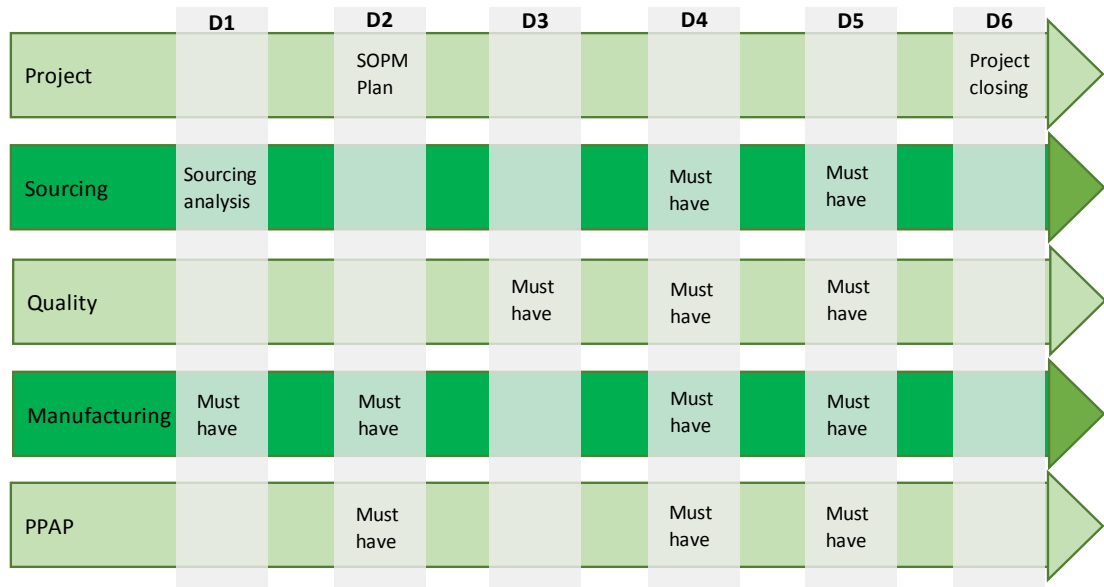 D1 D2 D3 D4 D5 D6
Project
SOPM
Plan
Project
closing
Sourcing
Sourcing
analysis
Must
have
Must
have
Quality
Must
have
Must
have
Must
have
Manufacturing
Must
have
Must
have
Must
have
Must
have
PPAP
Must
have
Must
have
Must
have